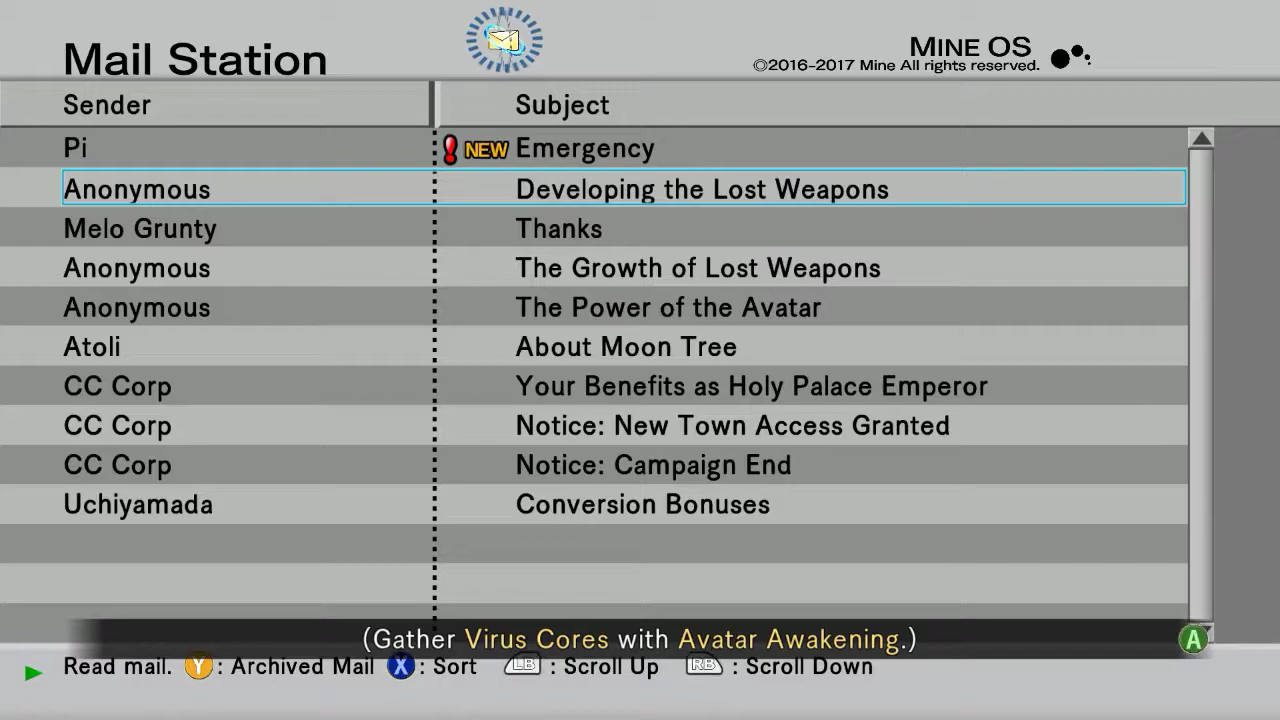 Mail Station
MINE OS
©2016-2017 Mine All rights reserved.
Sender Subject
Pi NEW Emergency
Anonymous Developing the Lost Weapons
Melo Grunty Thanks
Anonymous The Growth of Lost Weapons
Anonymous The Power of the Avatar
Atoli About Moon Tree
CC Corp Your Benefits as Holy Palace Emperor
CC Corp Notice: New Town Access Granted
CC Corp Notice: Campaign End
Uchiyamada Conversion Bonuses
(Gather Virus Cores with Avatar Awakening.) A
Read mail. Y: Archived Mail X: Sort LB : Scroll Up RB : Scroll Down